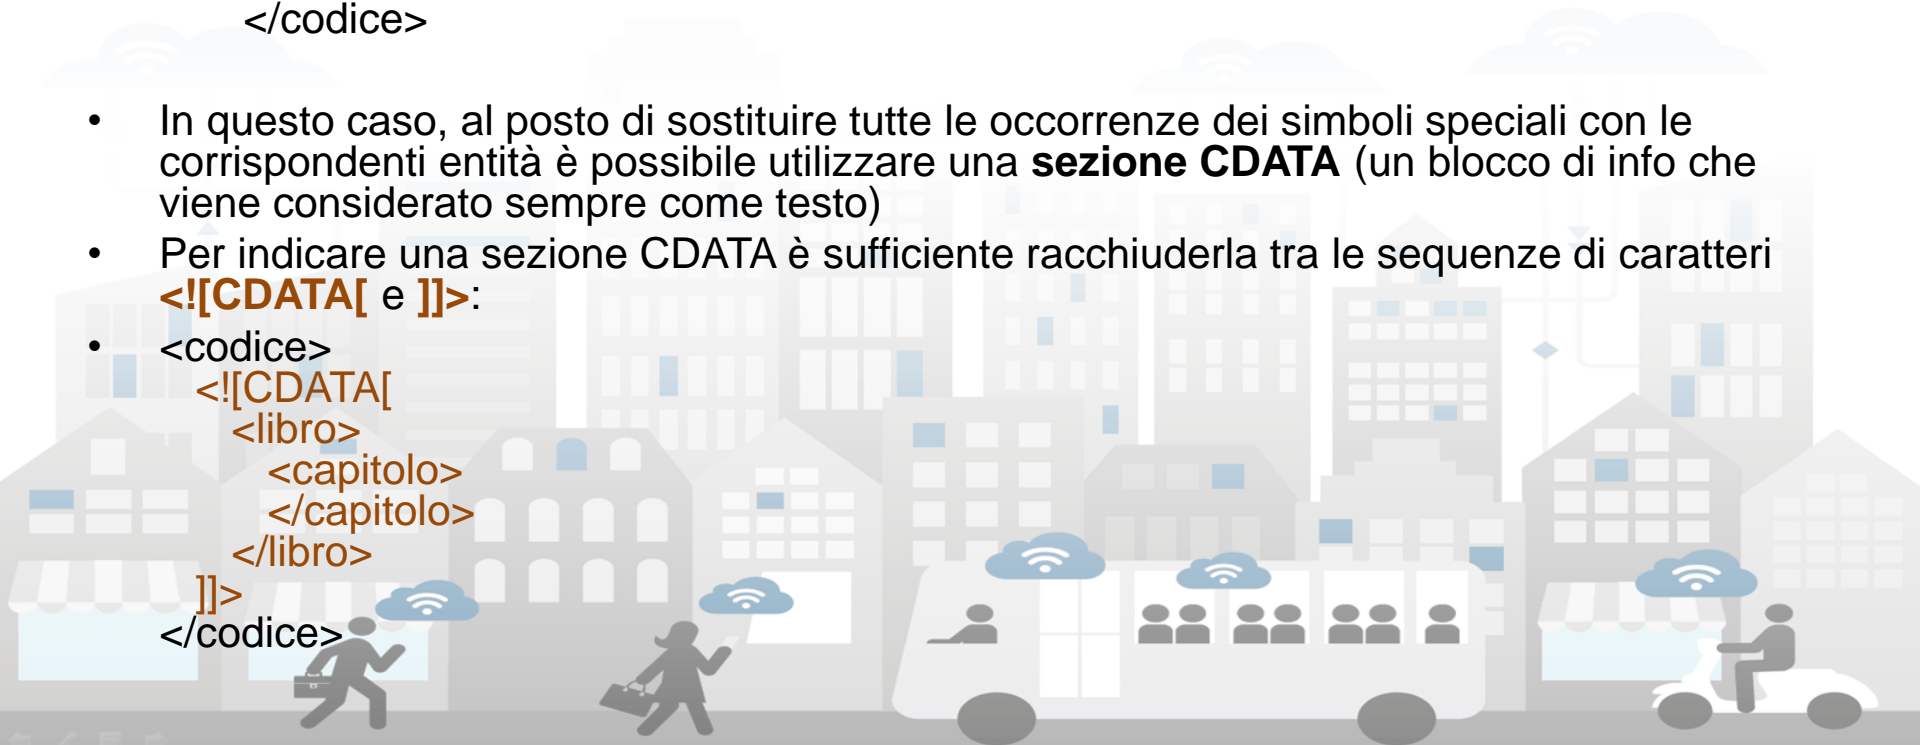 </codice>
• In questo caso, al posto di sostituire tutte le occorrenze dei simboli speciali con le
corrispondenti entità è possibile utilizzare una sezione CDATA (un blocco di info che
viene considerato sempre come testo)
• Per indicare una sezione CDATA è sufficiente racchiuderla tra le sequenze di caratteri
<![CDATA[ e ]]>:
• <codice>
<![CDATA[
<libro>
<capitolo>
</capitolo>
</libro>
]]>
</codice>